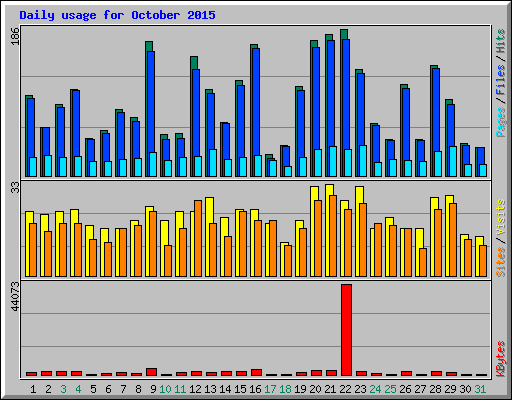 Daily usage for October 2015
186
Pages / Files / Hits
33
Sites / Visits
44073
KBytes
1 2 3 4 5 6 7 8 9 10 11 12 13 14 15 16 17 18 19 20 21 22 23 24 25 26 27 28 29 30 31